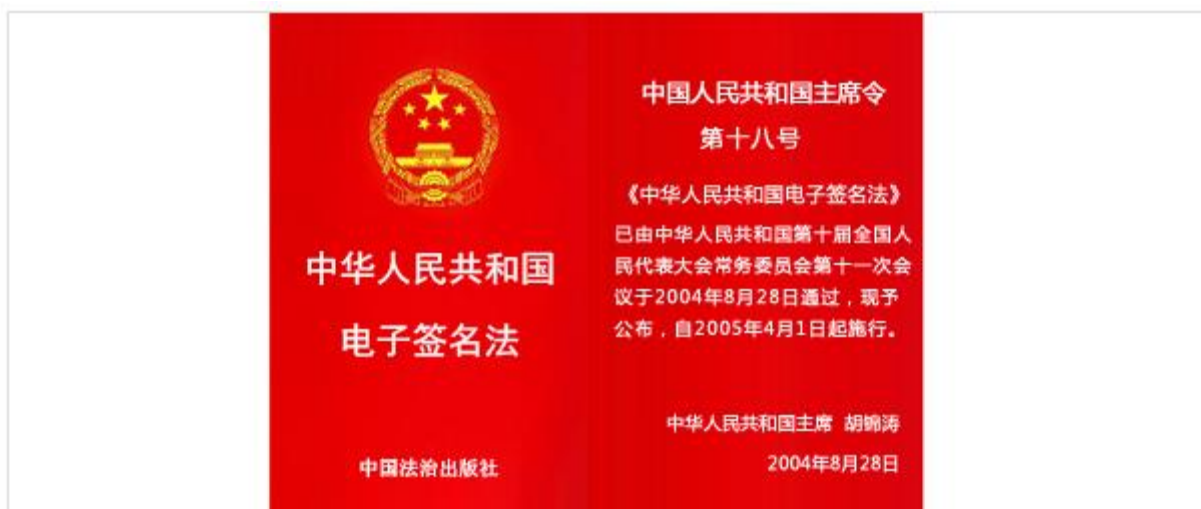 中华人民共和国
电子签名法
中国法治出版社
中国人民共和国主席令
第十八号
《中华人民共和国电子签名法》
已由中华人民共和国第十届全国人
民代表大会常务委员会第十一次会
议于2004年8月28日通过，现予
公布，自2005年4月1日起施行。
中华人民共和国主席 胡锦涛
2004年8月28日